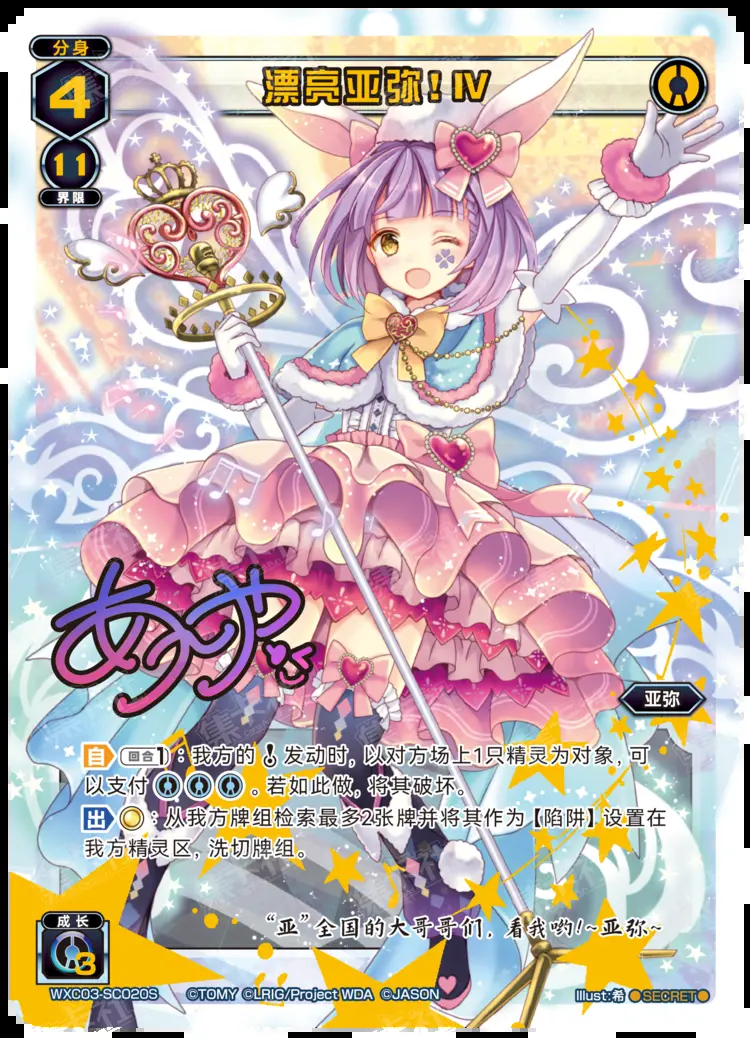 分身
漂亮亚弥！Ⅳ
4
11
界限
あーや
亚弥
自 回合1：我方的 发动时，以对方场上1只精灵为对象，可
以支付 。若如此做，将其破坏。
出 ：从我方牌组检索最多2张牌并将其作为【陷阱】设置在
我方精灵区，洗切牌组。
成长
3
“亚”全国的大哥哥们，看我哟!~亚弥~
WXC03-SC020S ©TOMY ©LRIG/Project WDA ©JASON Illust:希 SECRET